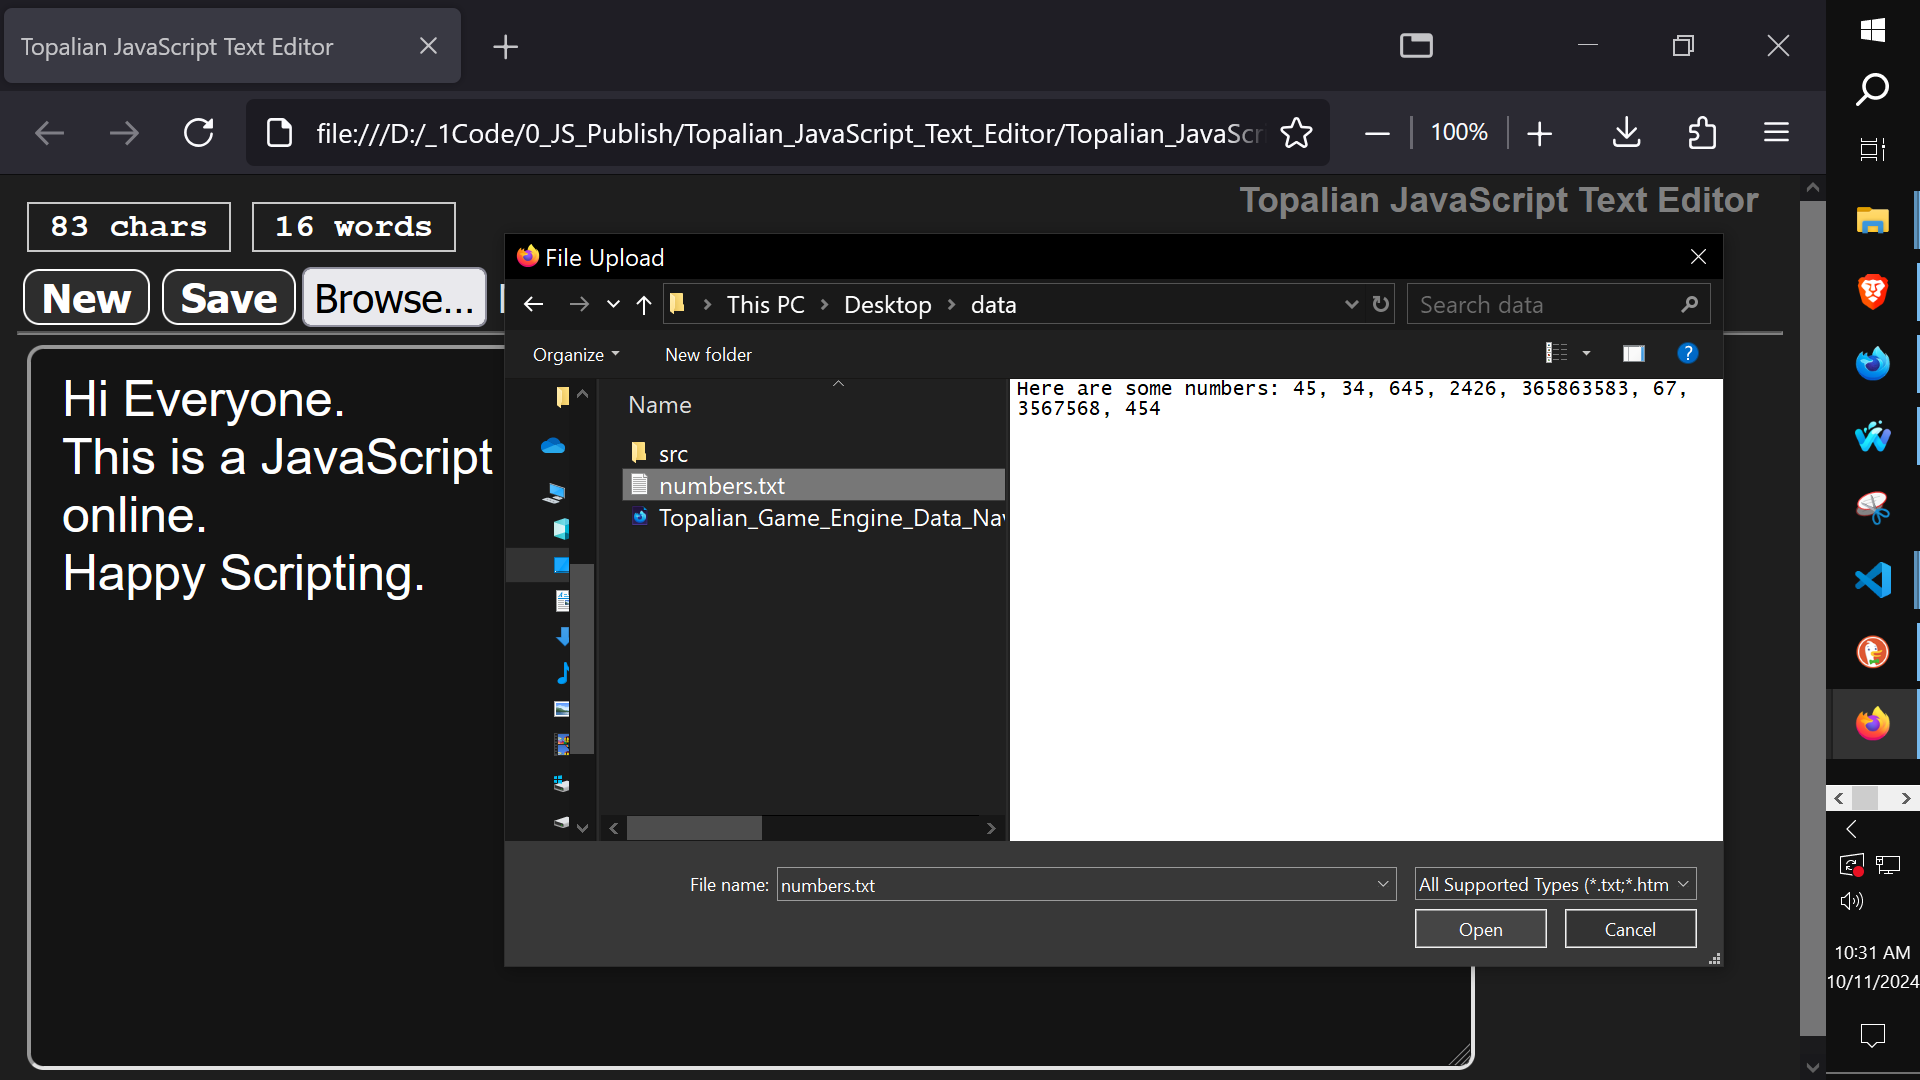 Topalian JavaScript Text Editor
file:///D:/_1Code/0_JS_Publish/Topalian_JavaScript_Text_Editor/Topalian_JavaScri
100%
Topalian JavaScript Text Editor
83 chars
16 words
New
Save
Browse...
Hi Everyone.
This is a JavaScript
online.
Happy Scripting.
File Upload
This PC
Desktop
data
Search data
Organize
New folder
Name
src
numbers.txt
Topalian_Game_Engine_Data_Nav
Here are some numbers: 45, 34, 645, 2426, 365863583, 67,
3567568, 454
File name:
numbers.txt
All Supported Types (*.txt;*.htm
Open
Cancel
10:31 AM
10/11/2024